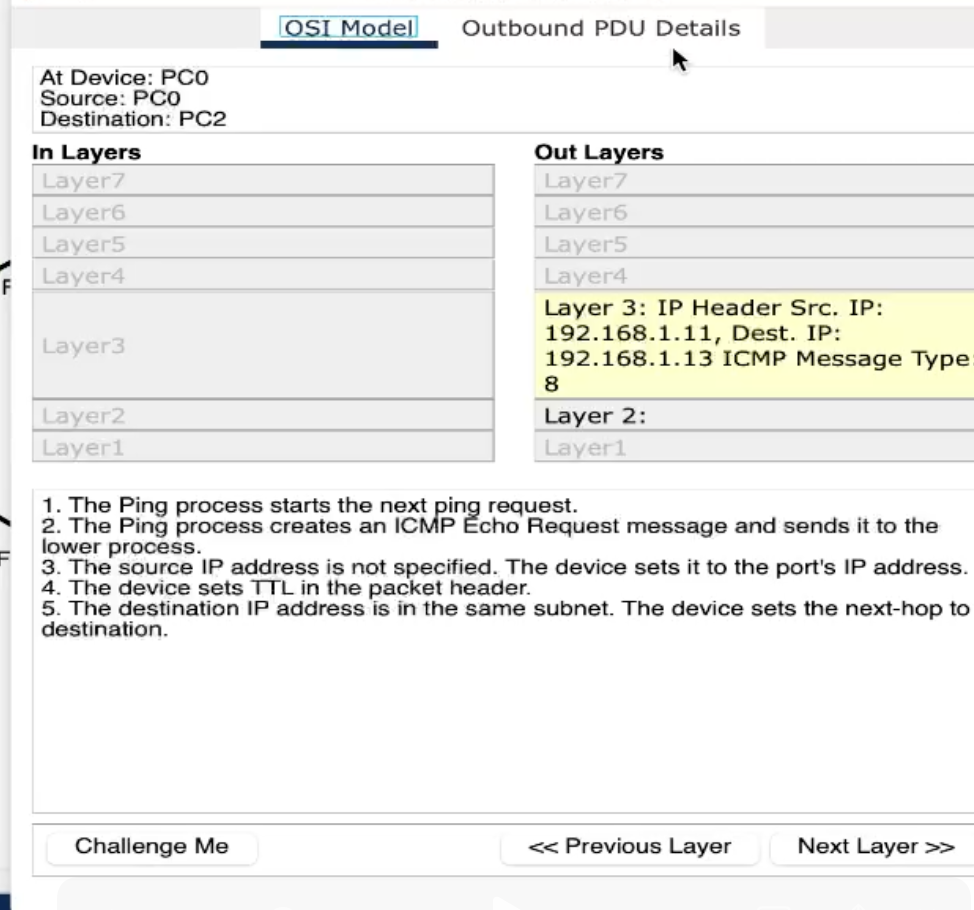 OSI Model Outbound PDU Details
At Device: PC0
Source: PC0
Destination: PC2
In Layers Out Layers
Layer7 Layer7
Layer6 Layer6
Layer5 Layer5
Layer4 Layer4
Layer3
Layer 3: IP Header Src. IP:
192.168.1.11, Dest. IP:
192.168.1.13 ICMP Message Type:
8
Layer2 Layer 2:
Layer1 Layer1
1. The Ping process starts the next ping request.
2. The Ping process creates an ICMP Echo Request message and sends it to the
lower process.
3. The source IP address is not specified. The device sets it to the port's IP address.
4. The device sets TTL in the packet header.
5. The destination IP address is in the same subnet. The device sets the next-hop to
destination.
Challenge Me << Previous Layer Next Layer >>